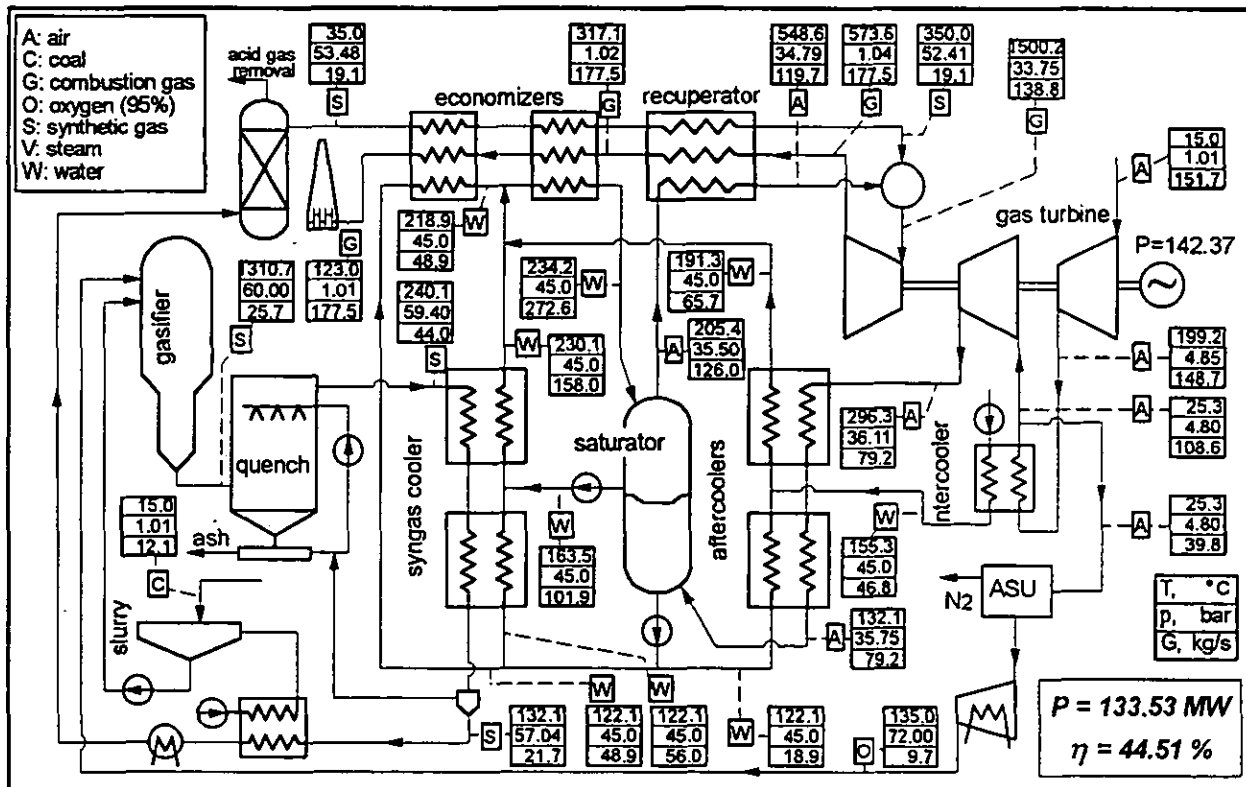 A: air
C: coal
G: combustion gas
O: oxygen (95%)
S: synthetic gas
V: steam
W: water
acid gas
removal
35.0
53.48
19.1
S
317.1
1.02
177.5
G
548.6
34.79
119.7
A
573.6
1.04
177.5
G
350.0
52.41
19.1
S
1500.2
33.75
138.8
G
15.0
1.01
151.7
A
economizers
recuperator
gas turbine
P=142.37
~
gasifier
1310.7
60.00
25.7
S
123.0
1.01
177.5
G
218.9
45.0
48.9
W
240.1
59.40
44.0
S
234.2
45.0
272.6
W
230.1
45.0
158.0
W
191.3
45.0
65.7
W
205.4
35.50
126.0
A
199.2
4.85
148.7
A
25.3
4.80
108.6
A
296.3
36.11
79.2
A
quench
syngas cooler
saturator
aftercoolers
ntercooler
15.0
1.01
12.1
C
ash
163.5
45.0
101.9
W
155.3
45.0
46.8
W
25.3
4.80
39.8
A
N2
ASU
T, °C
p, bar
G, kg/s
slurry
132.1
35.75
79.2
A
132.1
57.04
21.7
S
122.1
45.0
48.9
W
122.1
45.0
56.0
W
122.1
45.0
18.9
W
135.0
72.00
9.7
O
P = 133.53 MW
η = 44.51 %